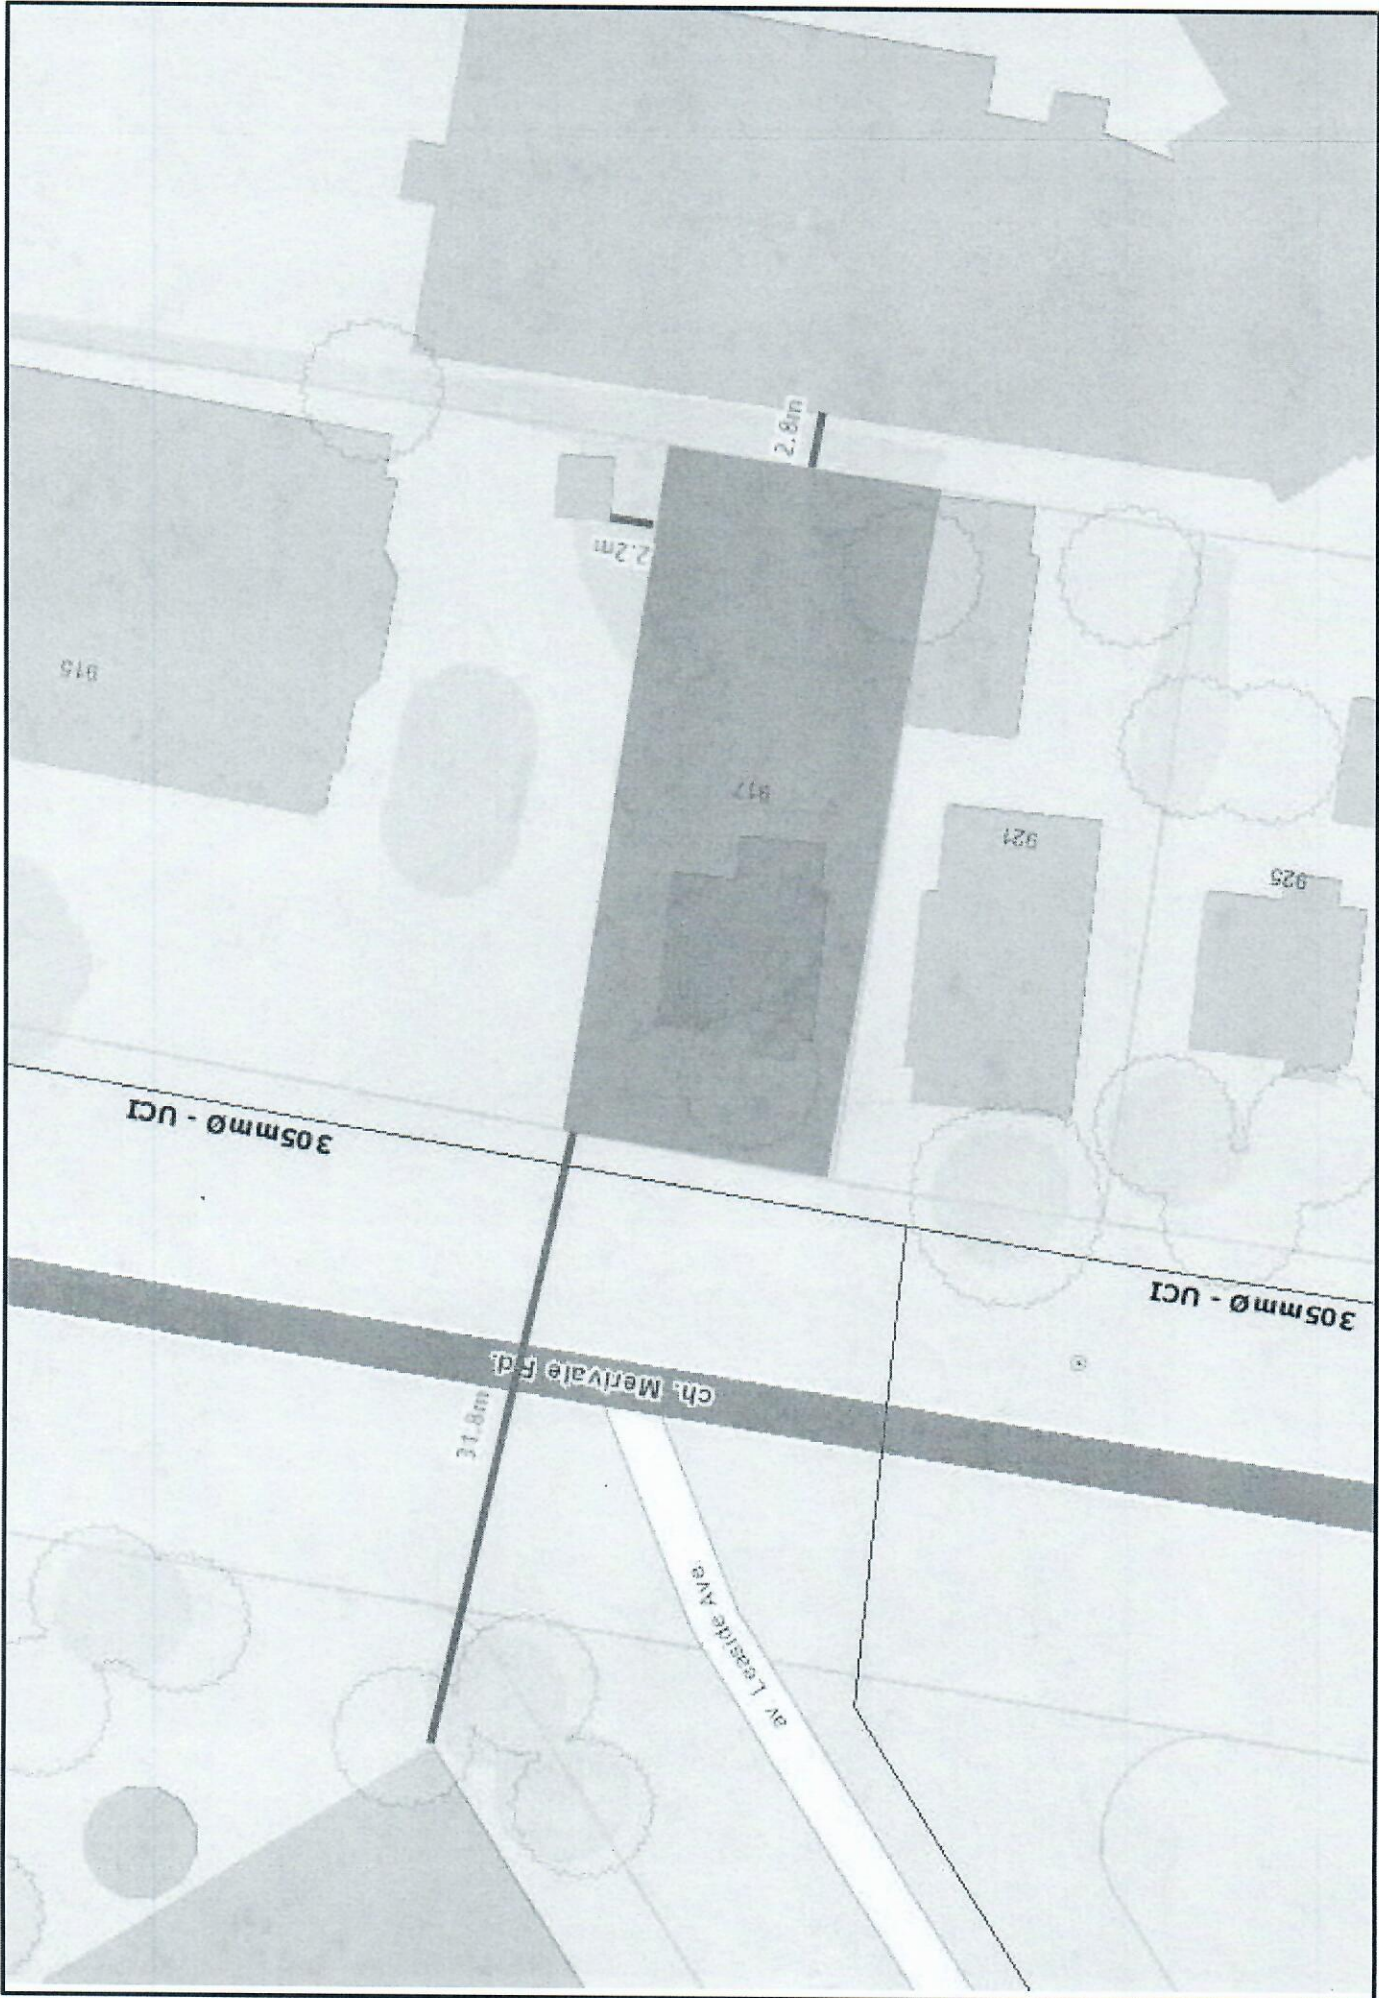 2.8m
2.2m
915
917
921
925
305mmØ - UCI
305mmØ - UCI
ch. Merivale Rd.
31.8m
av Leaside Ave.